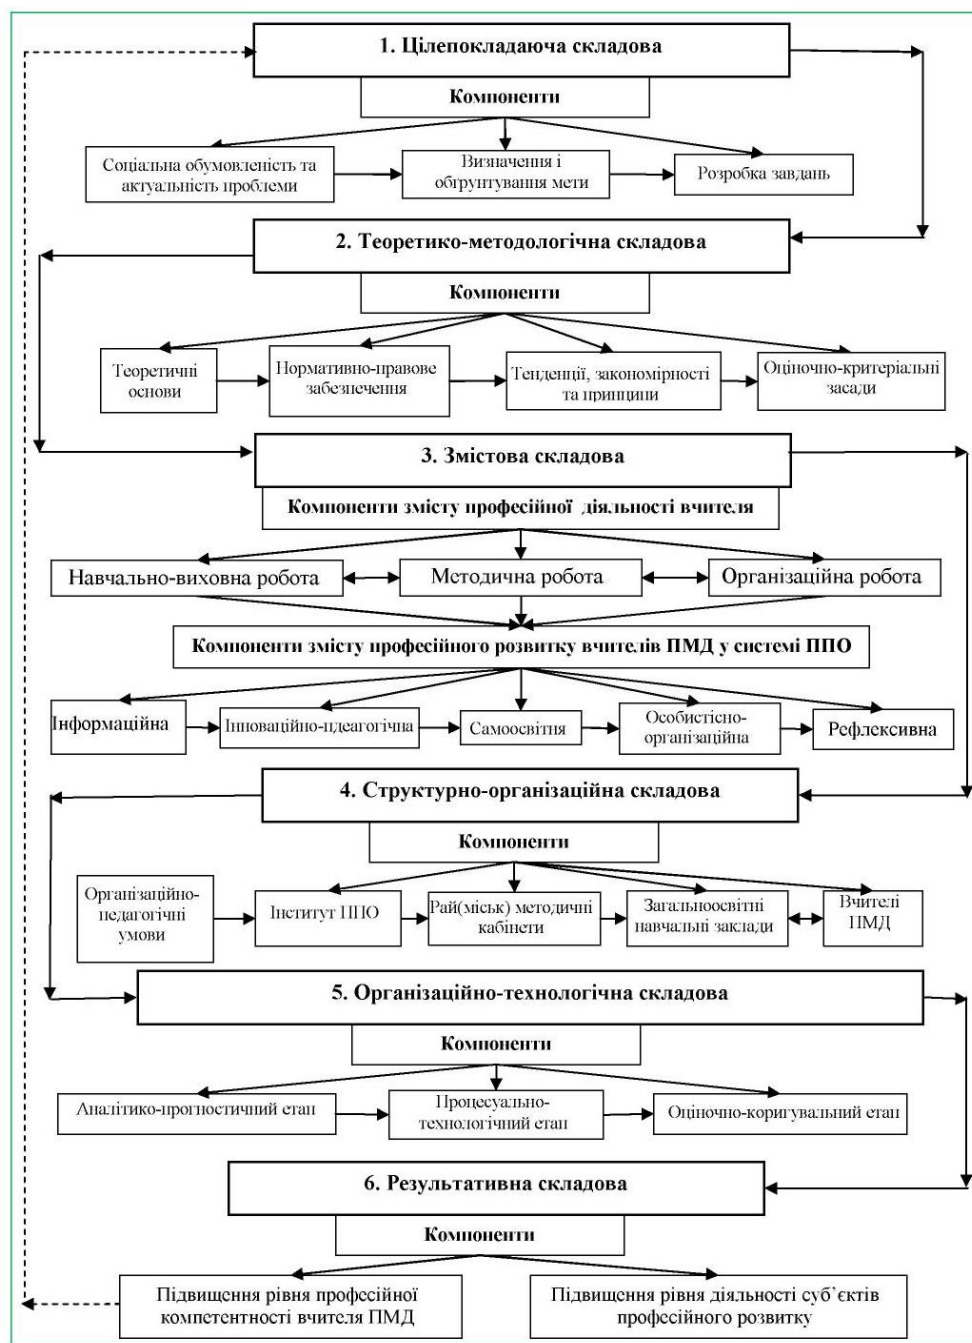 1. Цілепокладаюча складова
Компоненти
Соціальна обумовленість та
актуальність проблеми
Визначення і
обґрунтування мети
Розробка завдань
2. Теоретико-методологічна складова
Компоненти
Теоретичні
основи
Нормативно-правове
забезпечення
Тенденції, закономірності
та принципи
Оціночно-критеріальні
засади
3. Змістова складова
Компоненти змісту професійної діяльності вчителя
Навчально-виховна робота
Методична робота
Організаційна робота
Компоненти змісту професійного розвитку вчителів ПМД у системі ППО
Інформаційна
Інноваційно-пдеагогічна
Самоосвітня
Особистісно-
організаційна
Рефлексивна
4. Структурно-організаційна складова
Компоненти
Організаційно-
педагогічні
умови
Інститут ППО
Рай(міськ) методичні
кабінети
Загальноосвітні
навчальні заклади
Вчителі
ПМД
5. Організаційно-технологічна складова
Компоненти
Аналітико-прогностичний етап
Процесуально-
технологічний етап
Оціночно-коригувальний етап
6. Результативна складова
Компоненти
Підвищення рівня професійної
компетентності вчителя ПМД
Підвищення рівня діяльності суб’єктів
професійного розвитку